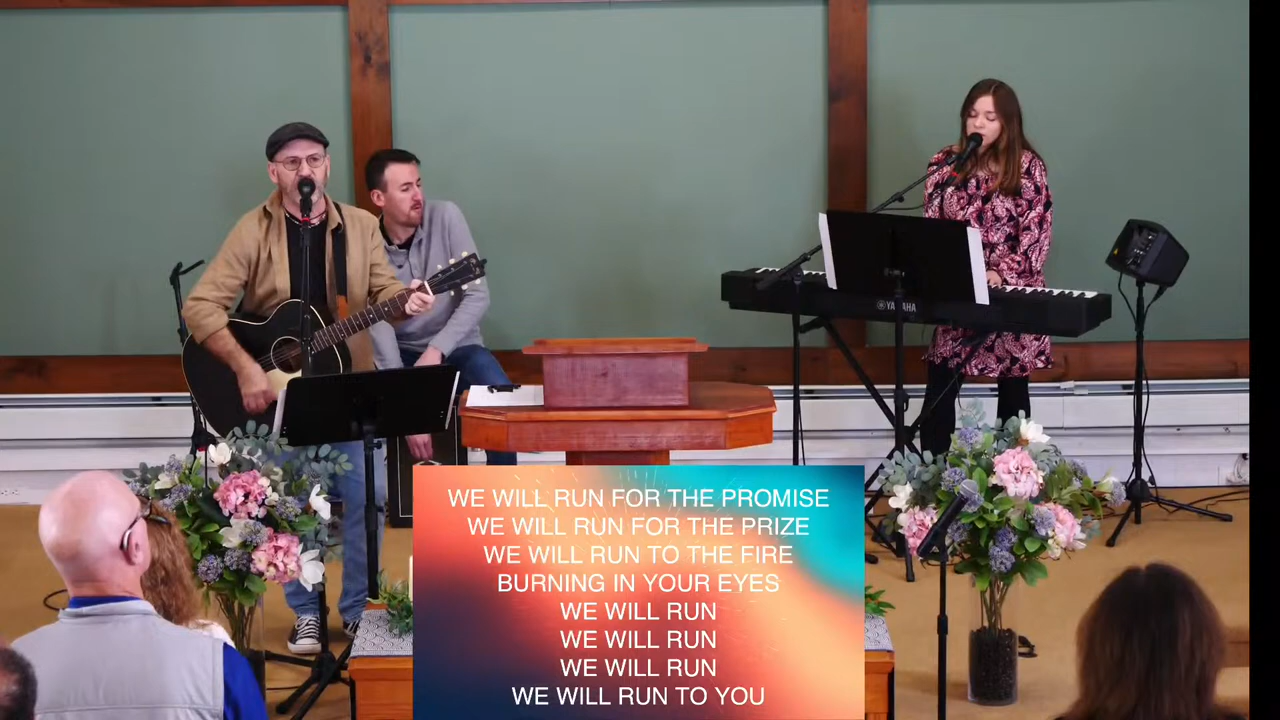 YAMAHA
WE WILL RUN FOR THE PROMISE
WE WILL RUN FOR THE PRIZE
WE WILL RUN TO THE FIRE
BURNING IN YOUR EYES
WE WILL RUN
WE WILL RUN
WE WILL RUN
WE WILL RUN TO YOU